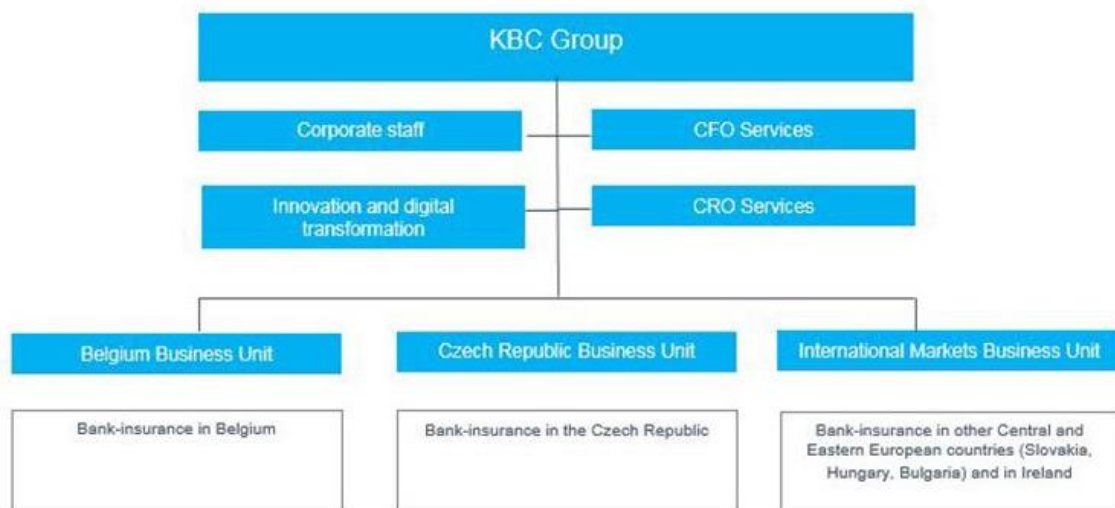 KBC Group
Corporate staff
CFO Services
Innovation and digital
transformation
CRO Services
Belgium Business Unit
Czech Republic Business Unit
International Markets Business Unit
Bank-insurance in Belgium
Bank-insurance in the Czech Republic
Bank-insurance in other Central and
Eastern European countries (Slovakia,
Hungary, Bulgaria) and in Ireland